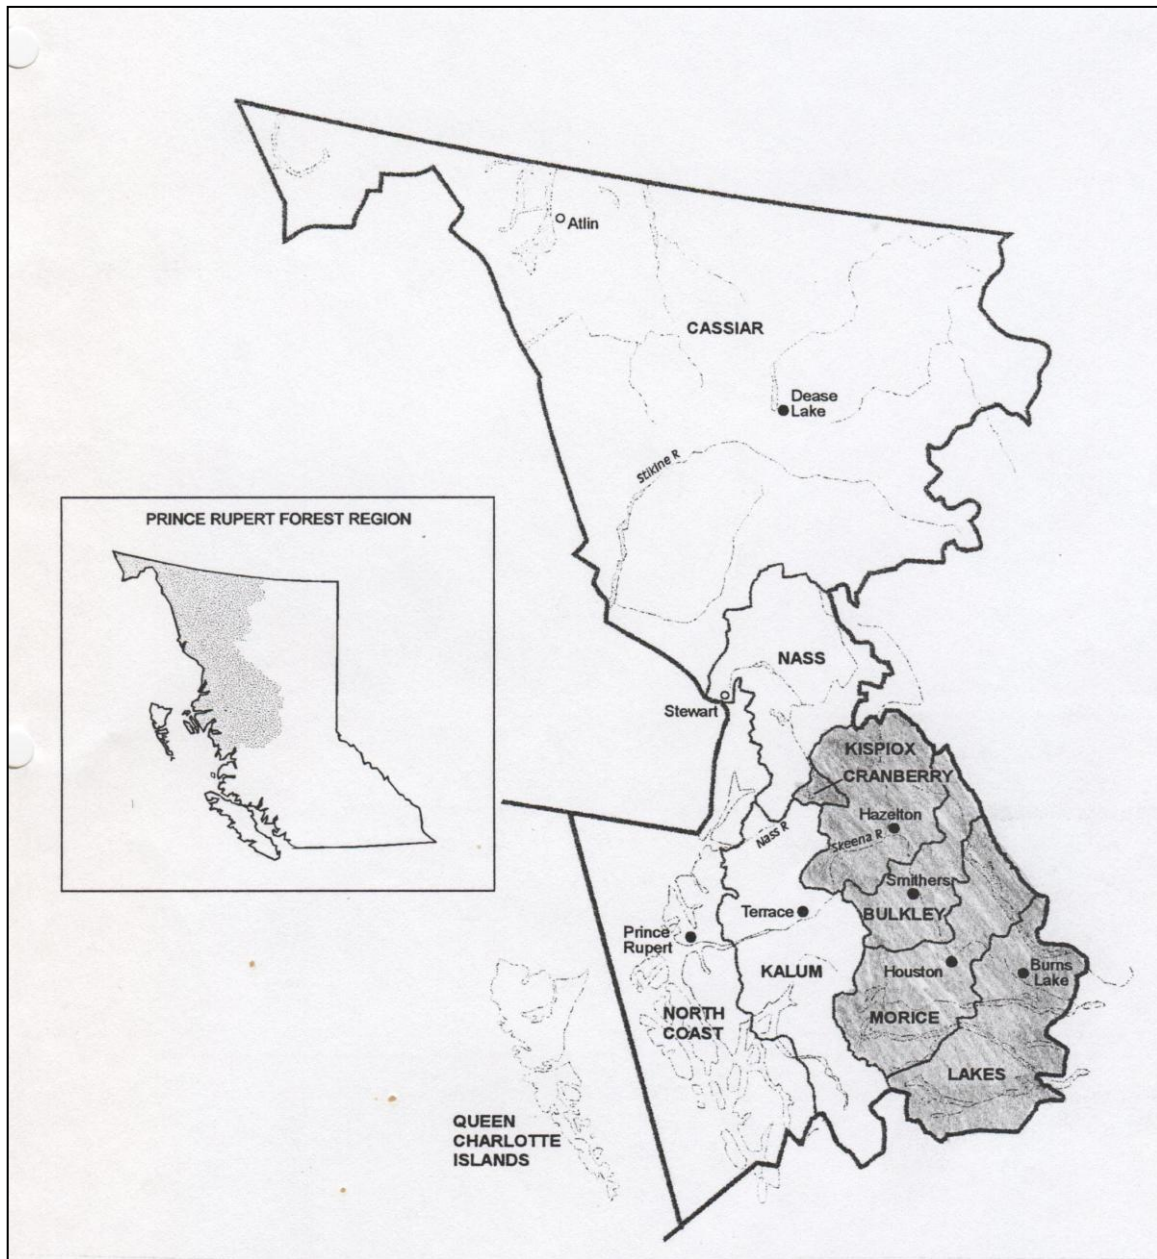 Atlin
CASSIAR
Dease
Lake
Stikine R
PRINCE RUPERT FOREST REGION
NASS
Stewart
KISPIOX
CRANBERRY
Hazelton
Nass R
Skeena R
Smithers
Terrace
BULKLEY
Prince
Rupert
KALUM
Houston
Burns
Lake
NORTH
COAST
MORICE
LAKES
QUEEN
CHARLOTTE
ISLANDS